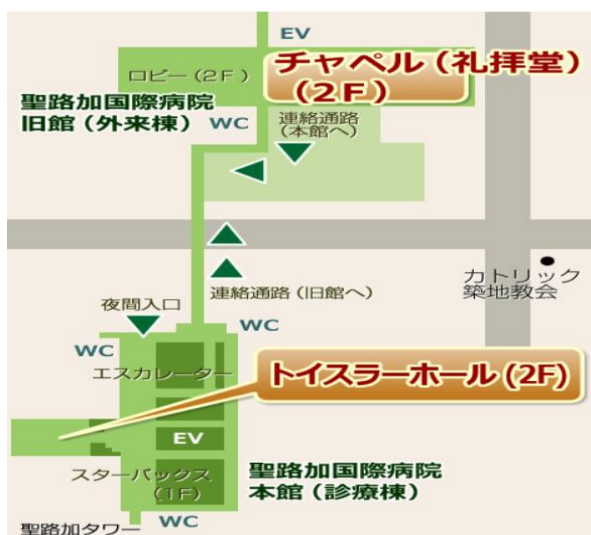 EV
チャペル（礼拝堂）
（２Ｆ）
ロビー（２Ｆ）
聖路加国際病院
旧館（外来棟）
WC
連絡通路
（本館へ）
カトリック
築地教会
連絡通路（旧館へ）
夜間入口
WC
WC
エスカレーター
トイスラーホール(2F)
EV
スターバックス
（１Ｆ）
聖路加国際病院
本館（診療棟）
WC
聖路加タワー